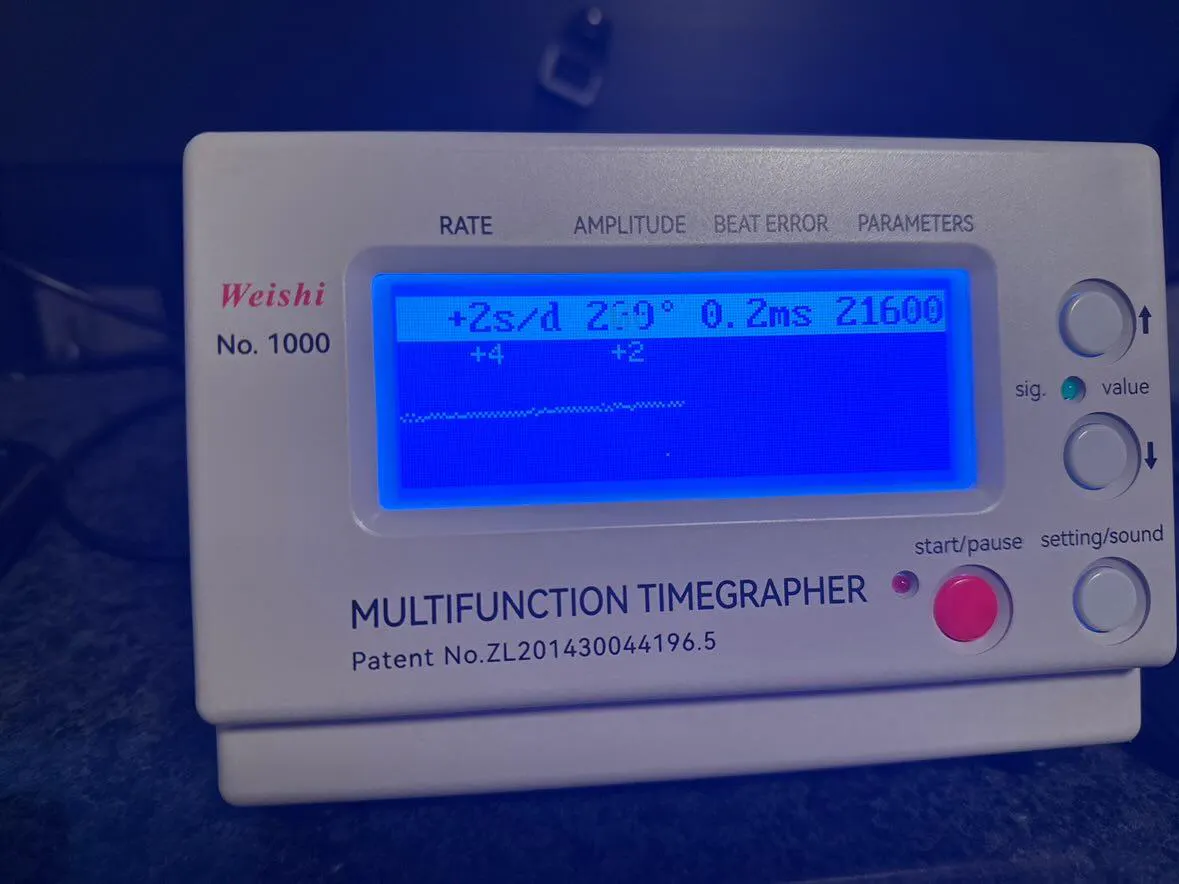 RATE AMPLITUDE BEAT ERROR PARAMETERS
Weishi
No. 1000
+2s/d 0.2ms 21600
+4 +2
sig. value
start/pause setting/sound
MULTIFUNCTION TIMEGRAPHER
Patent No.ZL201430044196.5